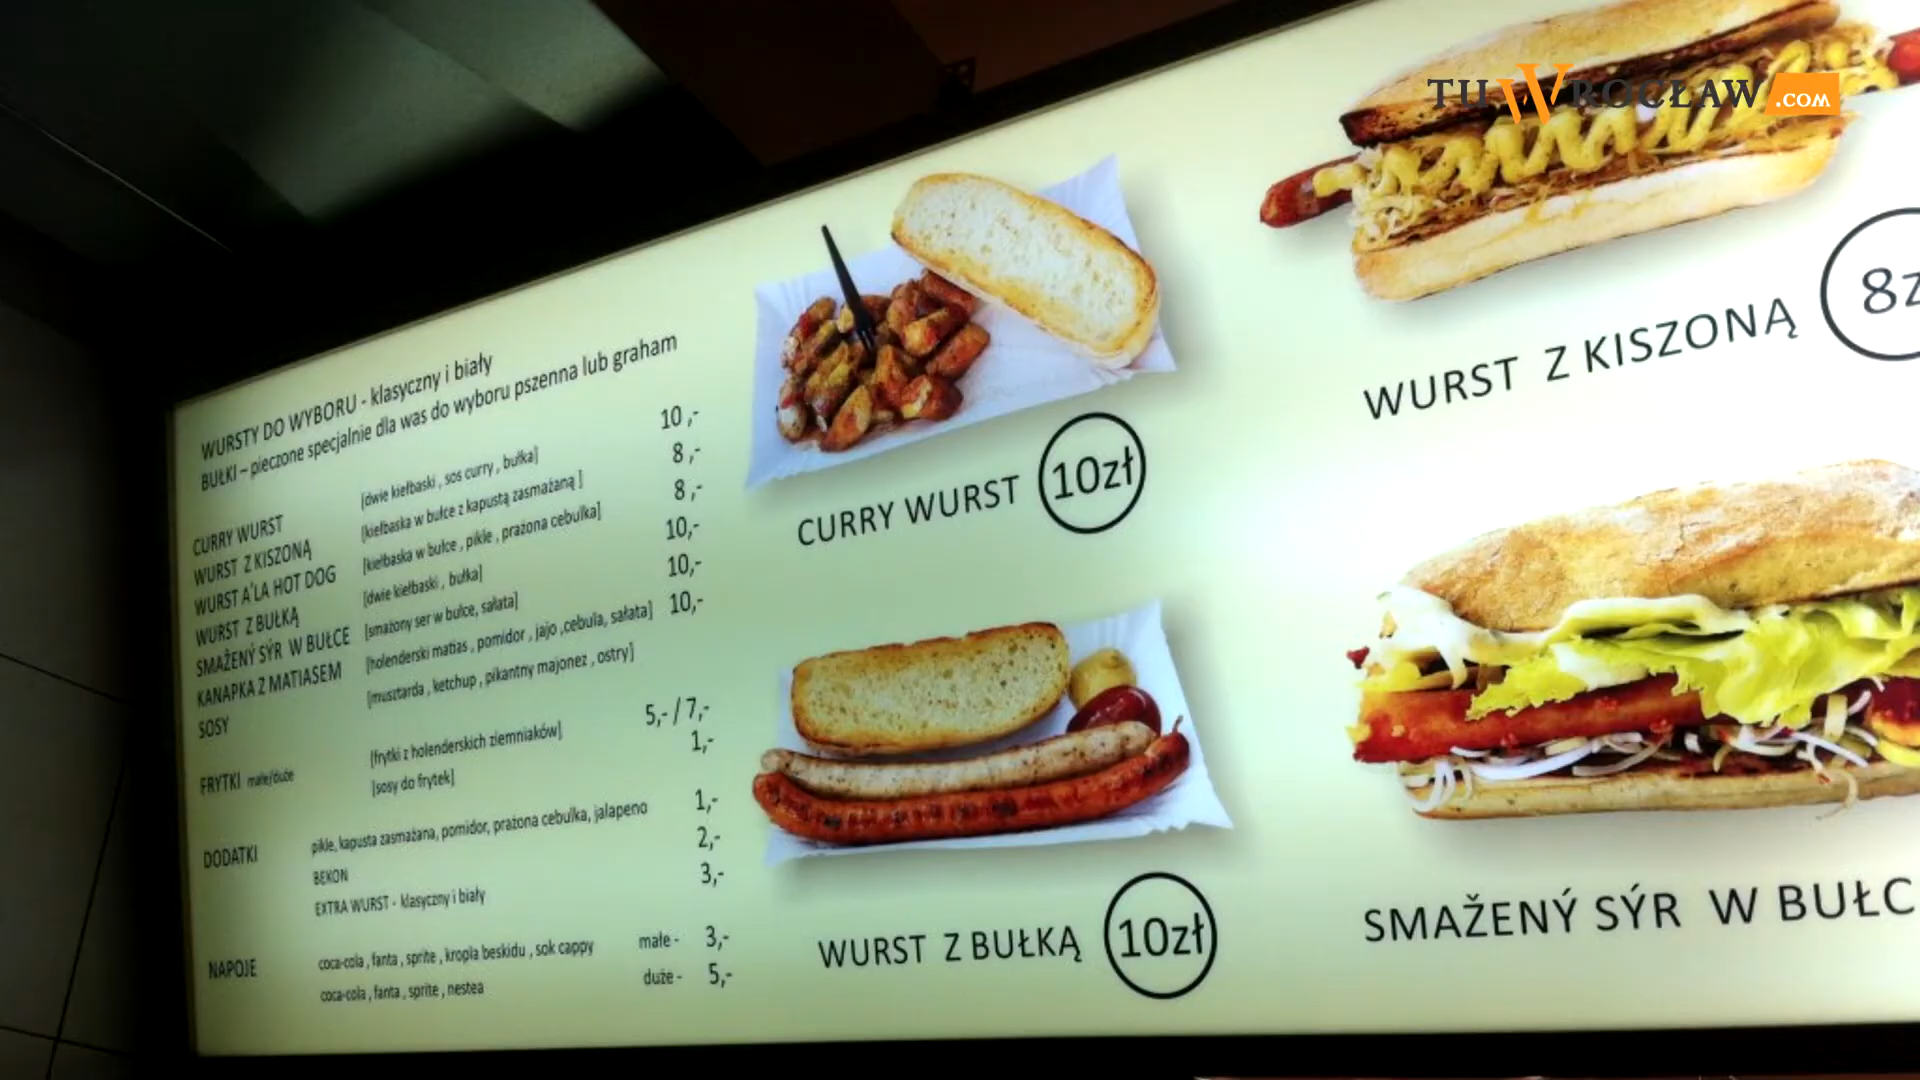 TUWROCŁAW.COM
WURSTY DO WYBORU - klasyczny i biały
BUŁKI – pieczone specjalnie dla was do wyboru pszenna lub graham
CURRY WURST [dwie kiełbaski , sos curry , bułka] 10 ,-
WURST Z KISZONĄ [kiełbaska w bułce z kapustą zasmażaną ] 8 ,-
WURST A'LA HOT DOG [kiełbaska w bułce , pikle , prażona cebulka] 8 ,-
WURST Z BUŁKĄ [dwie kiełbaski , bułka] 10,-
SMAŽENÝ SÝR W BUŁCE [smażony ser w bułce, sałata] 10,-
KANAPKA Z MATIASEM [holenderski matias , pomidor , jajo ,cebula, sałata] 10,-
SOSY [musztarda , ketchup , pikantny majonez , ostry]
FRYTKI małe/duże [frytki z holenderskich ziemniaków] 5,- / 7,-
[sosy do frytek] 1,-
DODATKI pikle, kapusta zasmażana, pomidor, prażona cebulka, jalapeno 1,-
BEKON 2,-
EXTRA WURST - klasyczny i biały 3,-
NAPOJE coca-cola , fanta , sprite , kropla beskidu , sok cappy małe - 3,-
coca-cola , fanta , sprite , nestea duże - 5,-
CURRY WURST 10zł
WURST Z BUŁKĄ 10zł
WURST Z KISZONĄ 8z
SMAŽENÝ SÝR W BUŁC